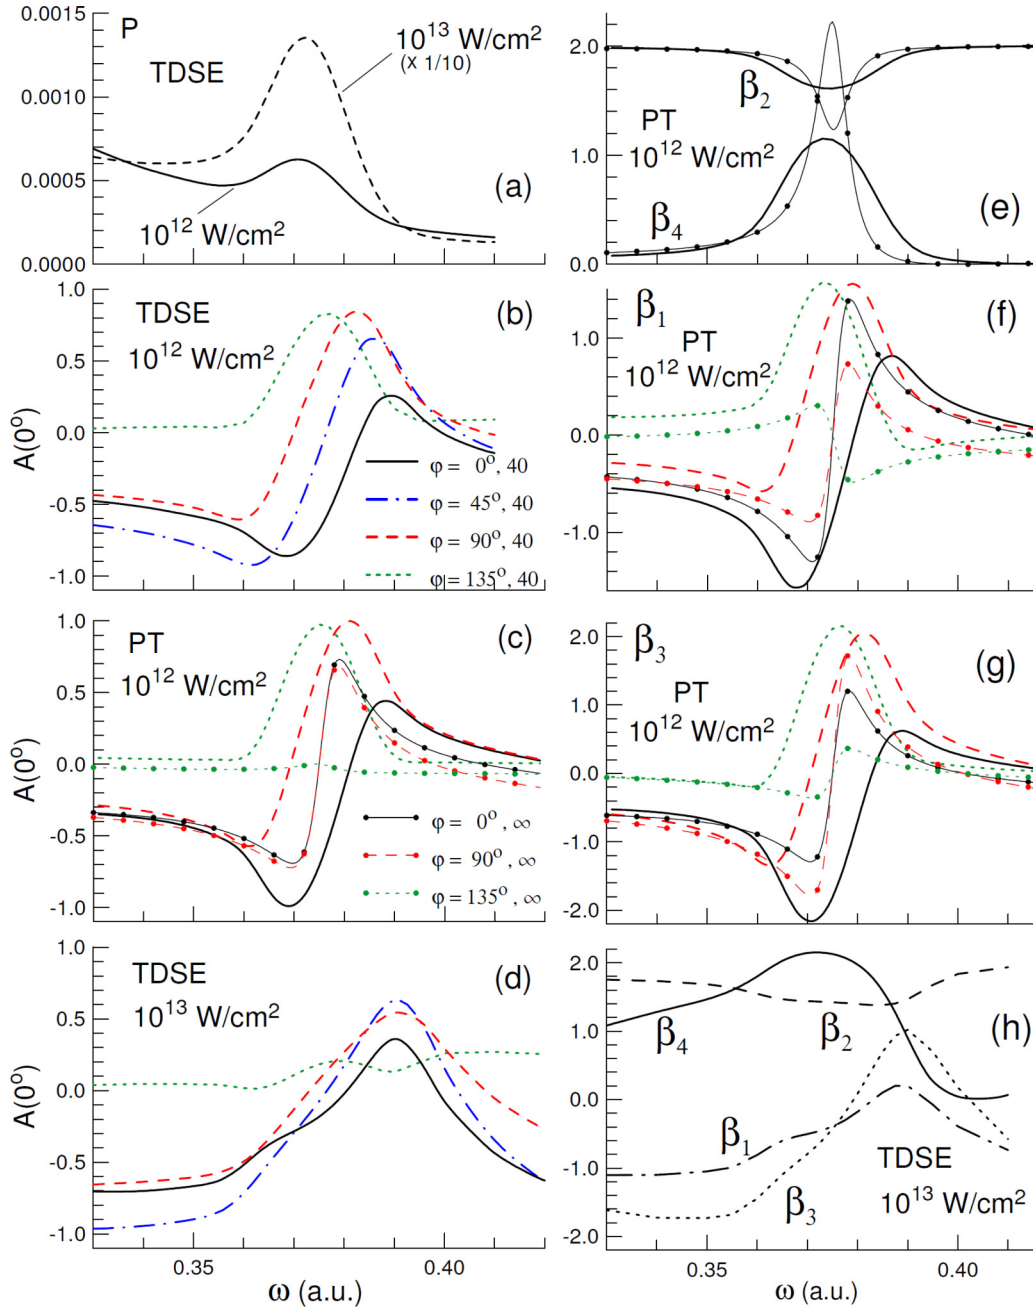 P
TDSE
10¹³ W/cm²
(x 1/10)
10¹² W/cm²
(a)
0.0015
0.0010
0.0005
0.0000
TDSE
10¹² W/cm²
(b)
A(0°)
1.0
0.5
0.0
-0.5
-1.0
φ = 0°, 40
φ = 45°, 40
φ = 90°, 40
φ = 135°, 40
PT
10¹² W/cm²
(c)
A(0°)
1.0
0.5
0.0
-0.5
-1.0
φ = 0°, ∞
φ = 90°, ∞
φ = 135°, ∞
TDSE
10¹³ W/cm²
(d)
A(0°)
1.0
0.5
0.0
-0.5
-1.0
0.35
0.40
ω (a.u.)
2.0
1.0
0.0
β₂
PT
10¹² W/cm²
β₄
(e)
β₁
PT
10¹² W/cm²
(f)
1.0
0.0
-1.0
β₃
PT
10¹² W/cm²
(g)
2.0
1.0
0.0
-1.0
-2.0
(h)
2.0
1.0
0.0
-1.0
-2.0
β₄
β₂
β₁
β₃
TDSE
10¹³ W/cm²
0.35
0.40
ω (a.u.)